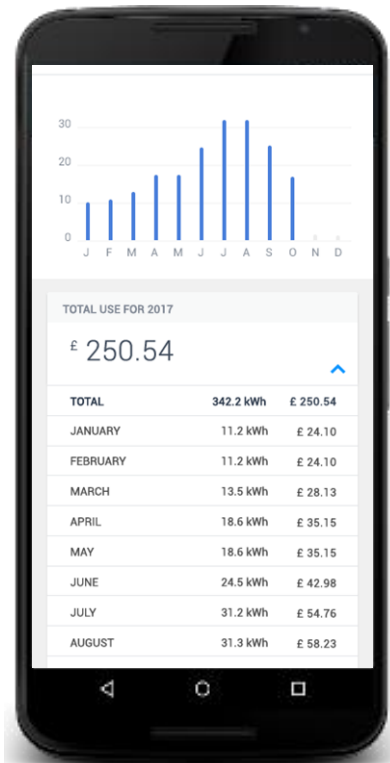 30
20
10
0
J F M A M J J A S O N D
TOTAL USE FOR 2017
£ 250.54
TOTAL 342.2 kWh £ 250.54
JANUARY 11.2 kWh £ 24.10
FEBRUARY 11.2 kWh £ 24.10
MARCH 13.5 kWh £ 28.13
APRIL 18.6 kWh £ 35.15
MAY 18.6 kWh £ 35.15
JUNE 24.5 kWh £ 42.98
JULY 31.2 kWh £ 54.76
AUGUST 31.3 kWh £ 58.23